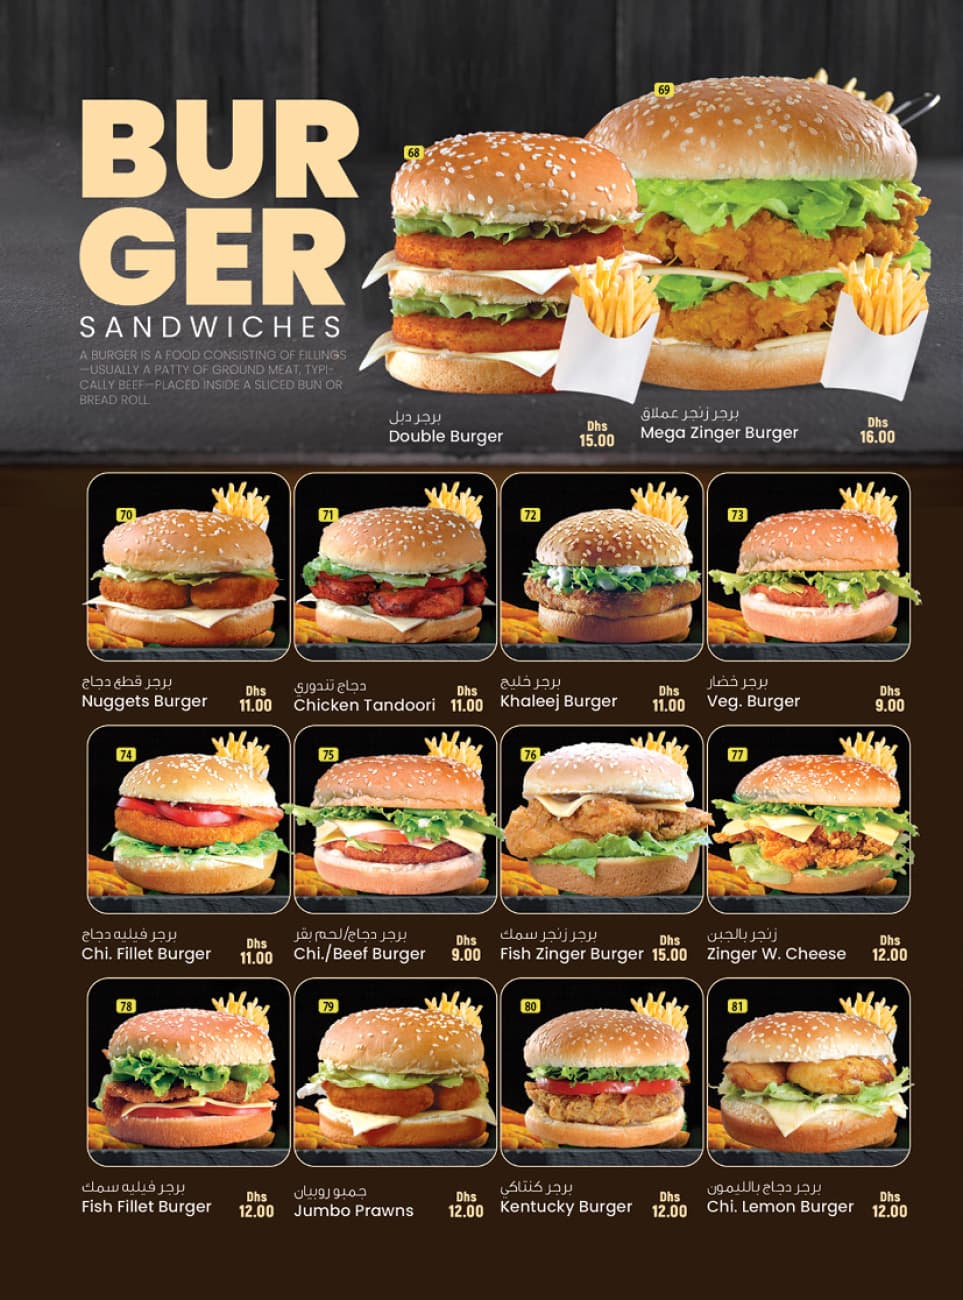 BUR
GER
SANDWICHES
A BURGER IS A FOOD CONSISTING OF FILLINGS
—USUALLY A PATTY OF GROUND MEAT, TYPI-
CALLY BEEF—PLACED INSIDE A SLICED BUN OR
BREAD ROLL.
68
برجر دبل
Double Burger
Dhs
15.00
69
برجر زنجر عملاق
Mega Zinger Burger
Dhs
16.00
70
برجر قطع دجاج
Nuggets Burger
Dhs
11.00
71
دجاج تندوري
Chicken Tandoori
Dhs
11.00
72
برجر خليج
Khaleej Burger
Dhs
11.00
73
برجر خضار
Veg. Burger
Dhs
9.00
74
برجر فيليه دجاج
Chi. Fillet Burger
Dhs
11.00
75
برجر دجاج/لحم بقر
Chi./Beef Burger
Dhs
9.00
76
برجر زنجر سمك
Fish Zinger Burger
Dhs
15.00
77
زنجر بالجبن
Zinger W. Cheese
Dhs
12.00
78
برجر فيليه سمك
Fish Fillet Burger
Dhs
12.00
79
جمبو روبيان
Jumbo Prawns
Dhs
12.00
80
برجر كنتاكي
Kentucky Burger
Dhs
12.00
81
برجر دجاج بالليمون
Chi. Lemon Burger
Dhs
12.00